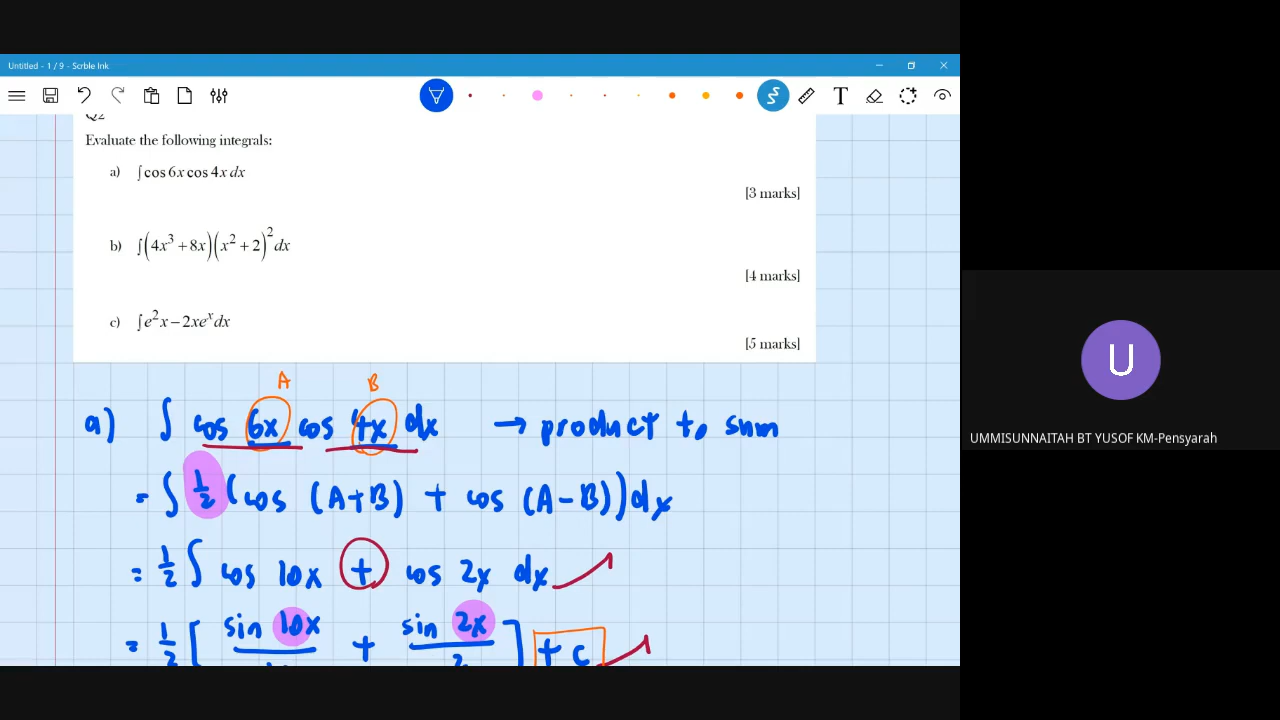 Untitled - 1 / 9 - Scrble Ink
T
Q2
Evaluate the following integrals:
a) ∫cos 6x cos 4x dx
[3 marks]
b) ∫(4x³ + 8x)(x² + 2)² dx
[4 marks]
c) ∫e²x − 2xeˣ dx
[5 marks]
A B
a) ∫ cos 6x cos 4x dx → product to sum
= ∫ ½ (cos (A+B) + cos (A−B)) dx
= ½ ∫ cos 10x + cos 2x dx
= ½ [ sin 10x + sin 2x ] + c
U
UMMISUNNAITAH BT YUSOF KM-Pensyarah